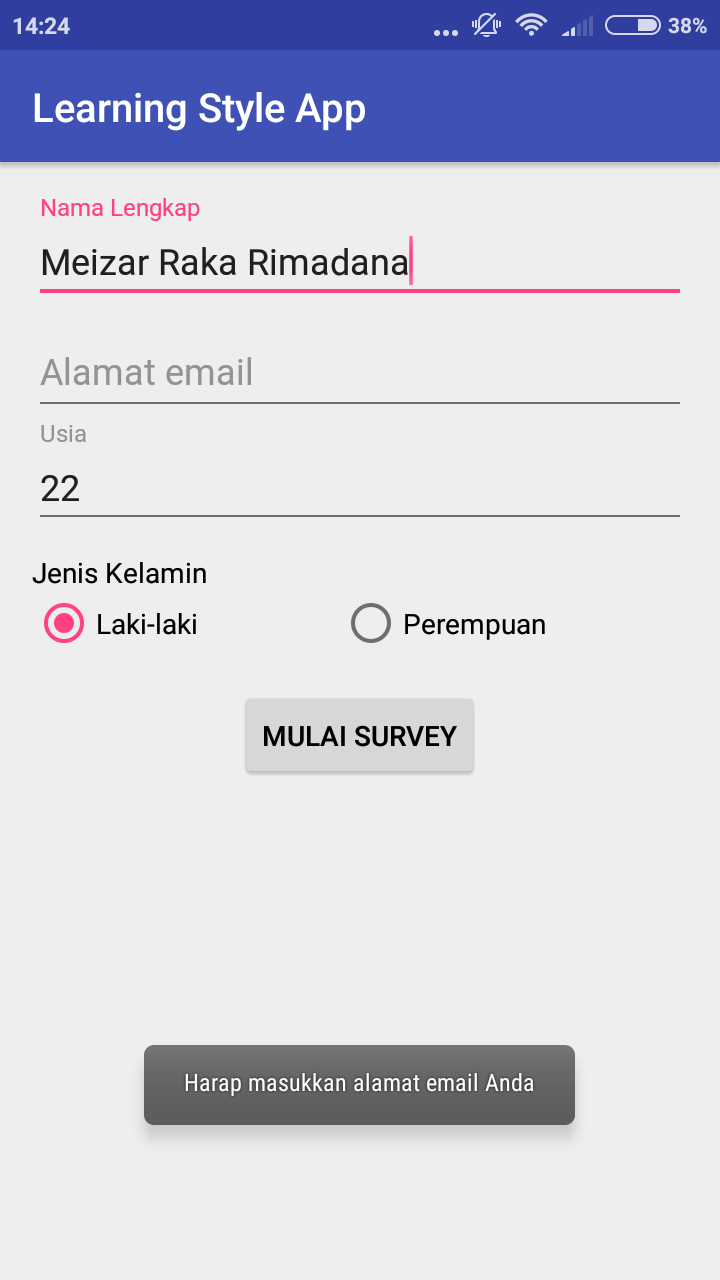 14:24
38%
Learning Style App
Nama Lengkap
Meizar Raka Rimadana
Alamat email
Usia
22
Jenis Kelamin
Laki-laki Perempuan
MULAI SURVEY
Harap masukkan alamat email Anda